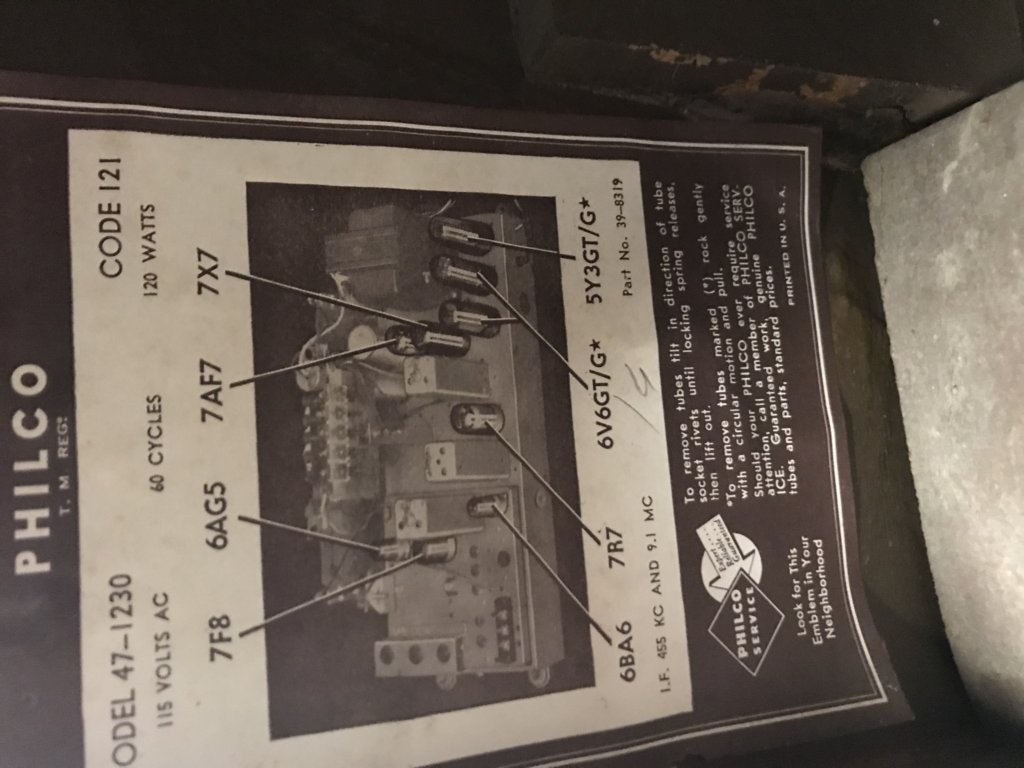 PHILCO
T. M REGS
ODEL 47-1230 CODE 121
115 VOLTS AC 60 CYCLES 120 WATTS
7F8 6AG5 7AF7 7X7
6BA6 7R7 6V6GT/G* 5Y3GT/G*
I.F. 455 KC AND 9.1 MC Part No. 39-8319
To remove tubes tilt in direction of tube
socket rivets until locking spring releases,
then lift out.
*To remove tubes marked (*) rock gently
with a circular motion and pull.
Should your PHILCO ever require service
attention, call a member of PHILCO SERV-
ICE. Guaranteed work, genuine PHILCO
tubes and parts, standard prices.
PRINTED IN U. S. A.
PHILCO
SERVICE
Expert
Reliable
Guaranteed
Look for This
Emblem in Your
Neighborhood